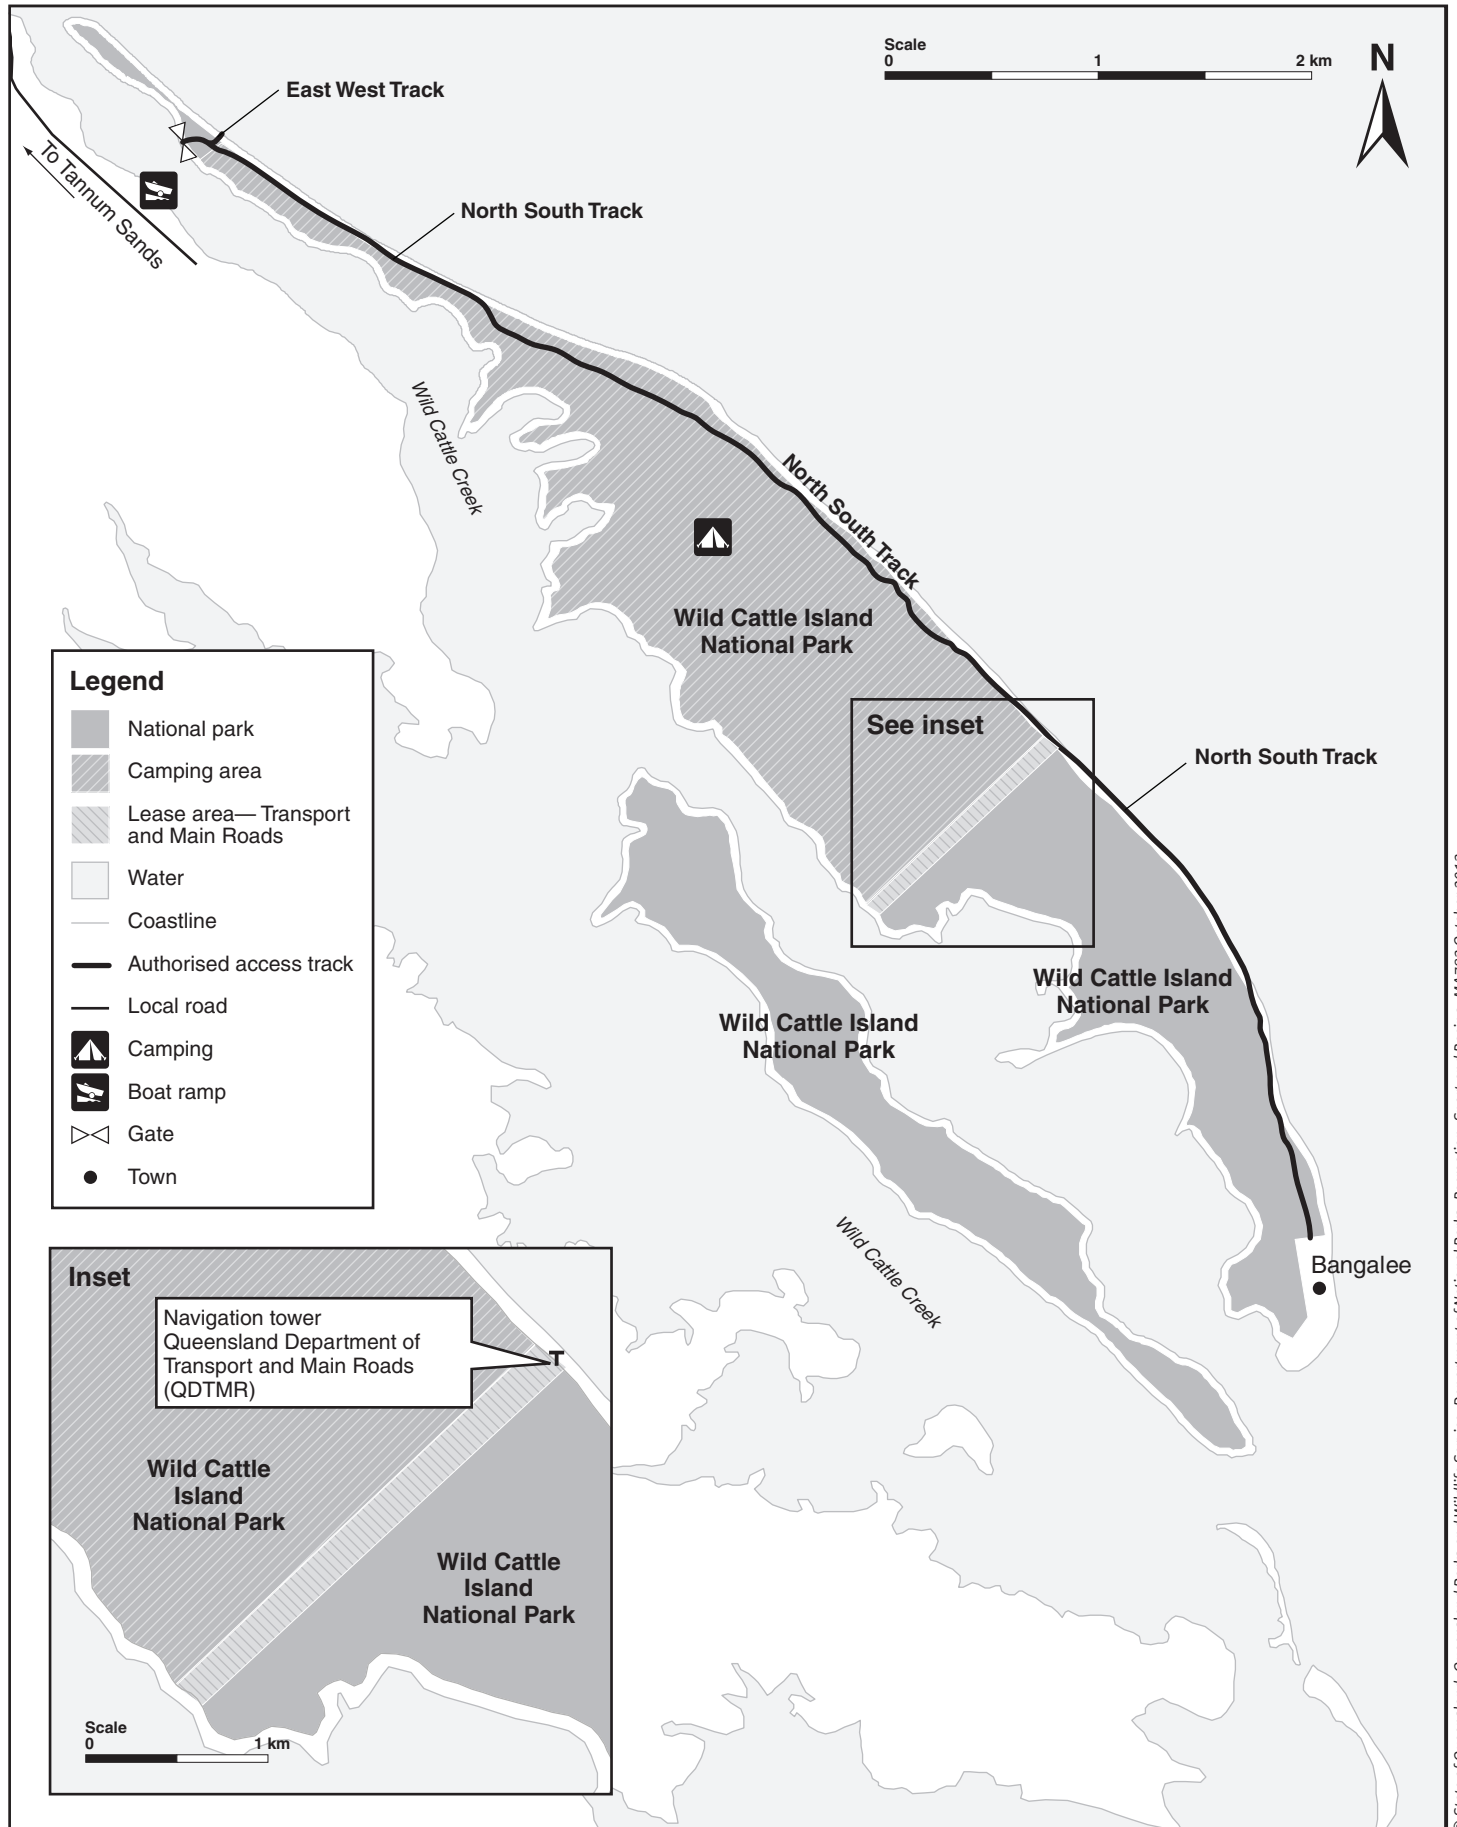 Scale
0 1 2 km
N
East West Track
To Tannum Sands
North South Track
Wild Cattle Creek
North South Track
Wild Cattle Island
National Park
See inset
North South Track
Wild Cattle Island
National Park
Wild Cattle Island
National Park
Wild Cattle Creek
Bangalee
Legend
National park
Camping area
Lease area— Transport
and Main Roads
Water
Coastline
Authorised access track
Local road
Camping
Boat ramp
Gate
Town
Inset
Navigation tower
Queensland Department of
Transport and Main Roads
(QDTMR)
T
Wild Cattle
Island
National Park
Wild Cattle
Island
National Park
Scale
0 1 km